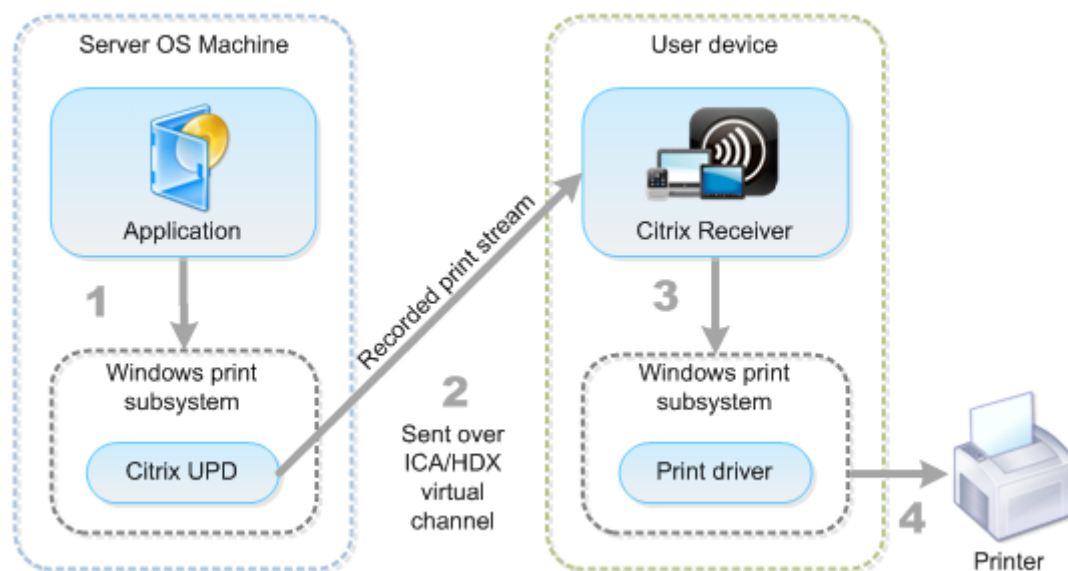 Server OS Machine
Application
1
Windows print
subsystem
Citrix UPD
Recorded print stream
2
Sent over
ICA/HDX
virtual
channel
User device
Citrix Receiver
3
Windows print
subsystem
Print driver
4
Printer